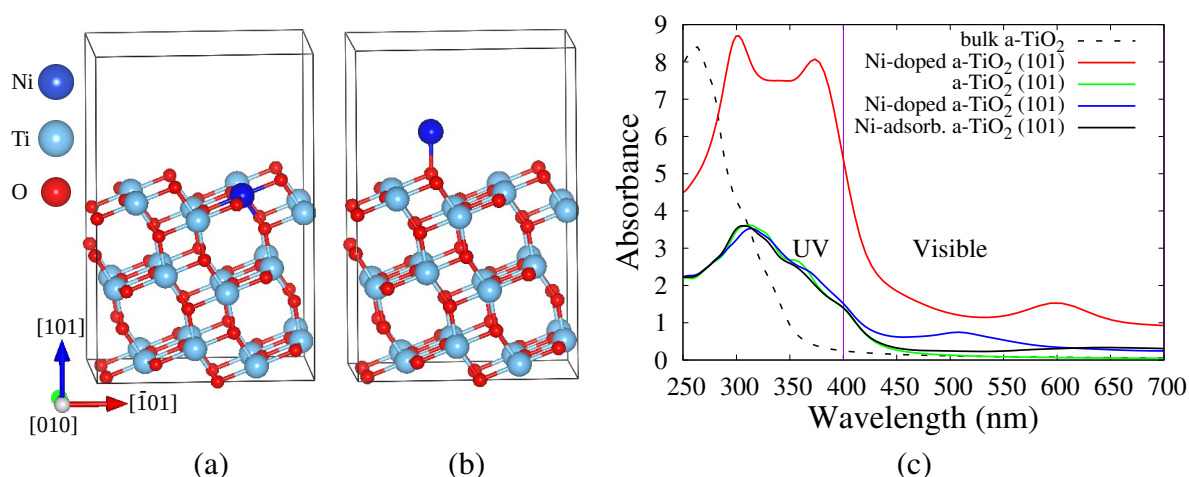 Ni
Ti
O
[101]
[1̄01]
[010]
(a)
(b)
9
8
7
6
5
4
3
2
1
0
Absorbance
bulk a-TiO₂
Ni-doped a-TiO₂ (101)
a-TiO₂ (101)
Ni-doped a-TiO₂ (101)
Ni-adsorb. a-TiO₂ (101)
UV
Visible
250 300 350 400 450 500 550 600 650 700
Wavelength (nm)
(c)